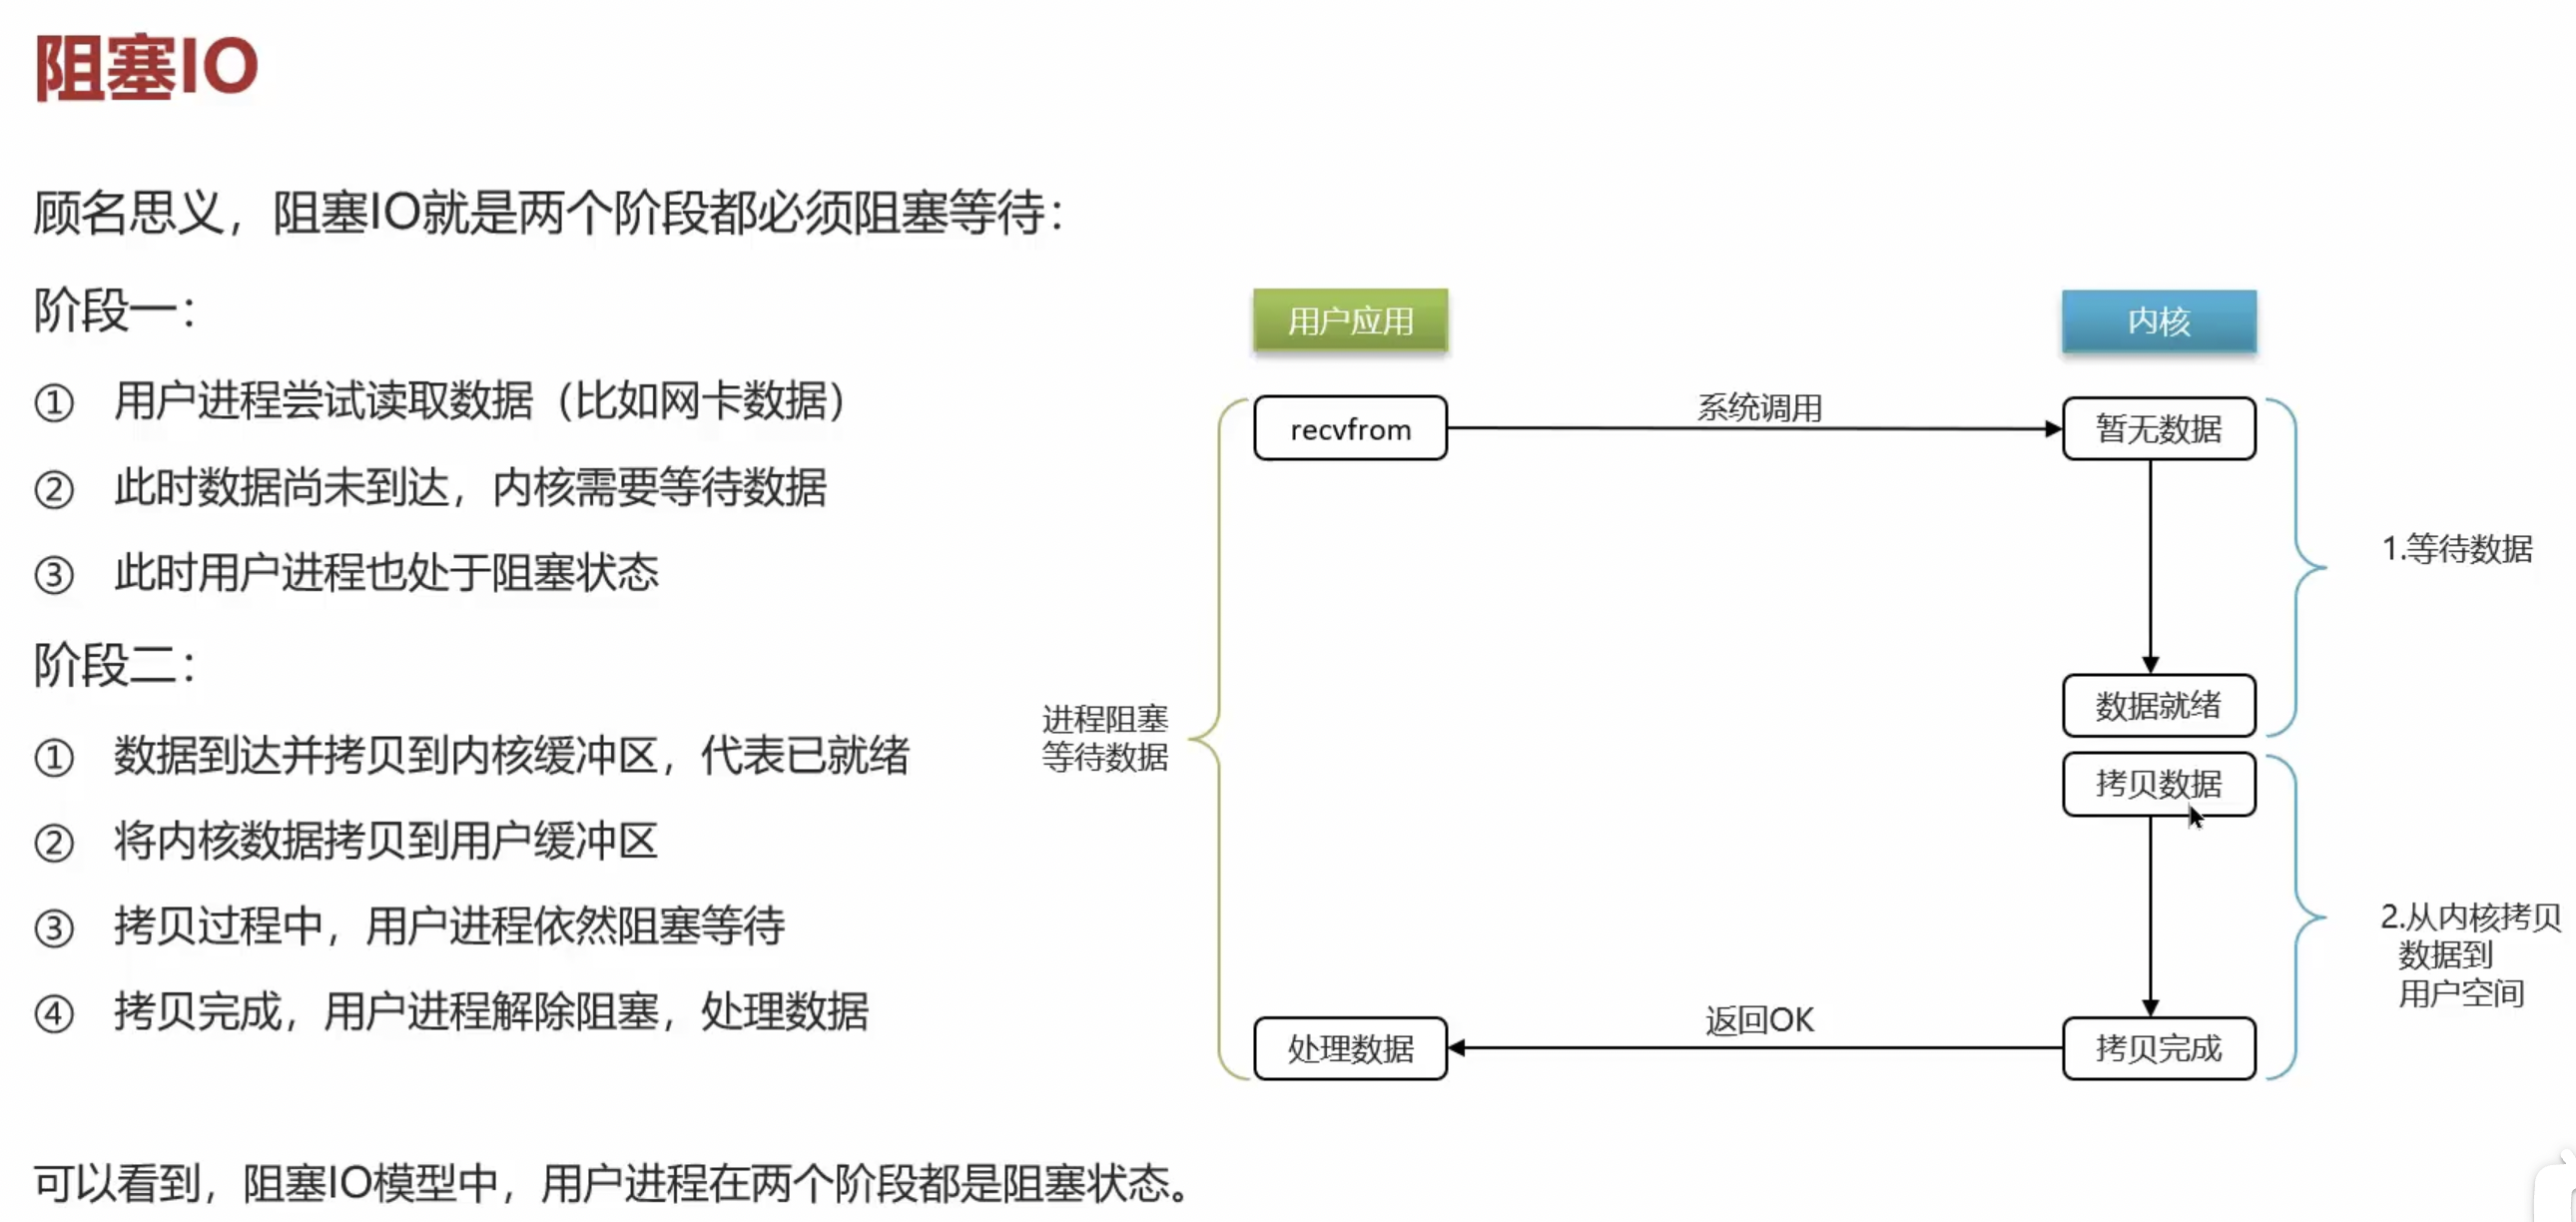 阻塞IO
顾名思义，阻塞IO就是两个阶段都必须阻塞等待：
阶段一：
① 用户进程尝试读取数据（比如网卡数据）
② 此时数据尚未到达，内核需要等待数据
③ 此时用户进程也处于阻塞状态
阶段二：
① 数据到达并拷贝到内核缓冲区，代表已就绪
② 将内核数据拷贝到用户缓冲区
③ 拷贝过程中，用户进程依然阻塞等待
④ 拷贝完成，用户进程解除阻塞，处理数据
可以看到，阻塞IO模型中，用户进程在两个阶段都是阻塞状态。
用户应用
内核
recvfrom
系统调用
暂无数据
1.等待数据
数据就绪
进程阻塞
等待数据
拷贝数据
2.从内核拷贝
数据到
用户空间
返回OK
处理数据
拷贝完成